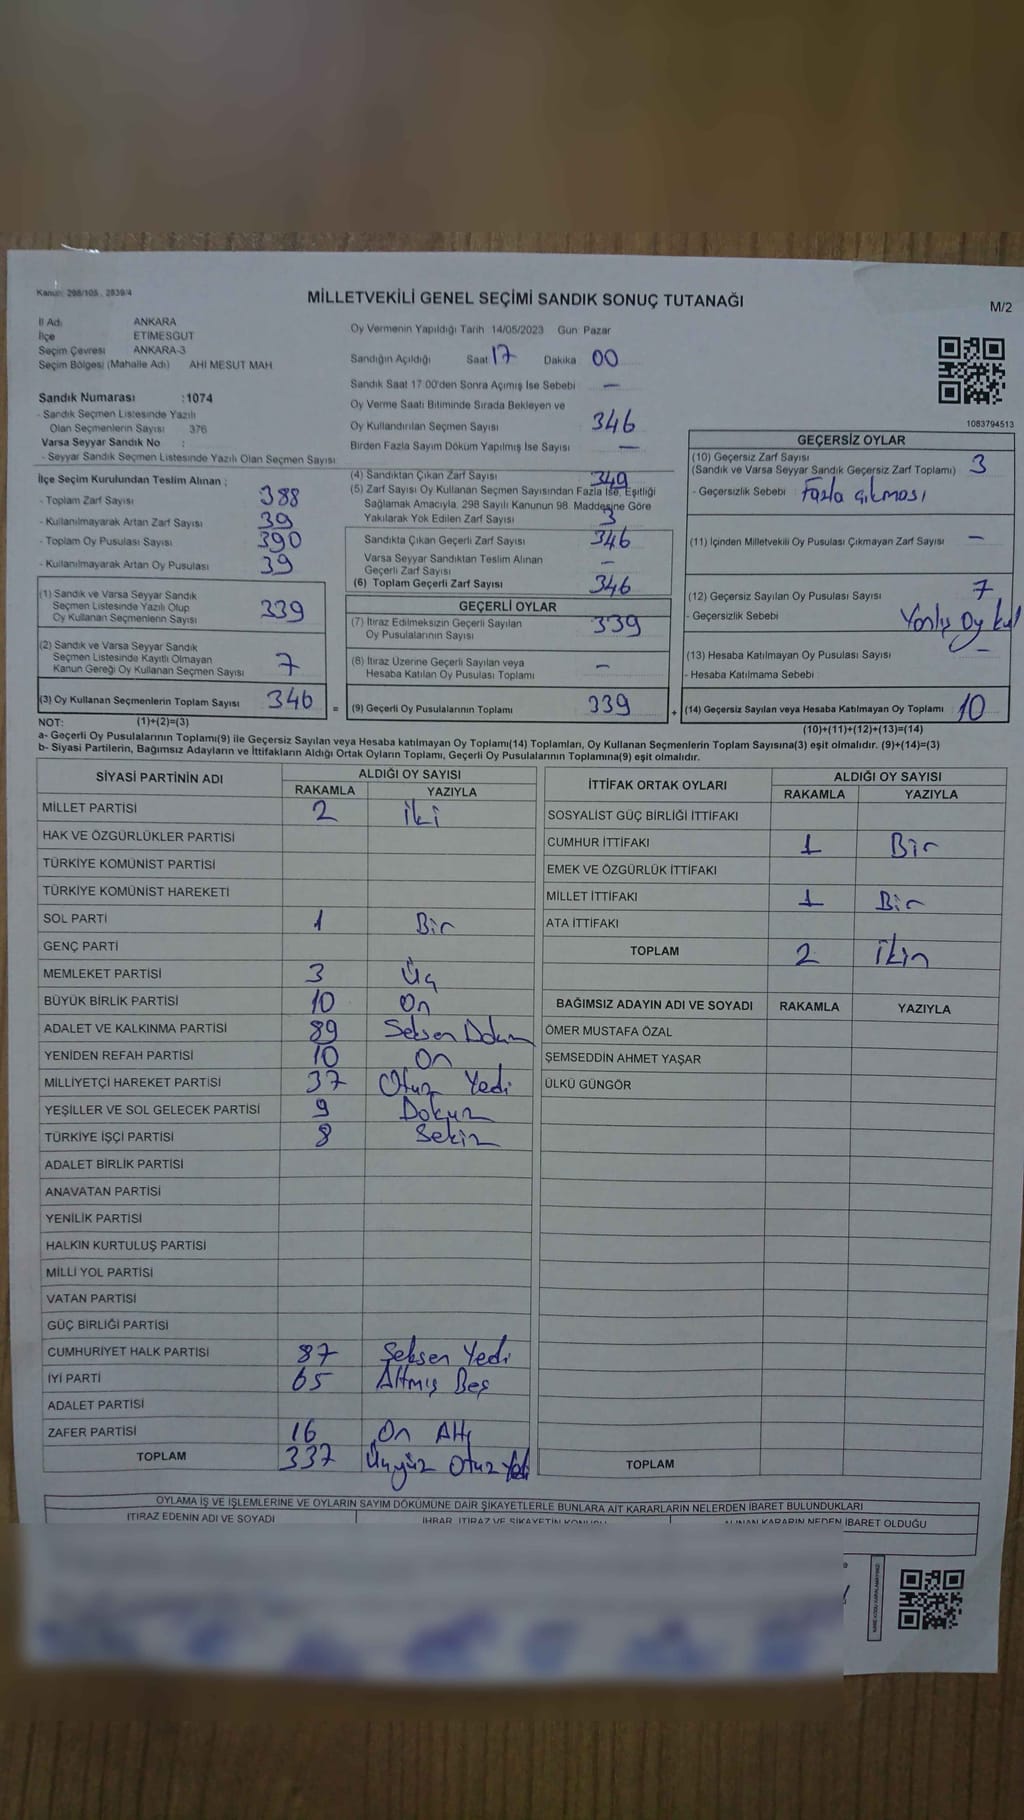 Kanun: 298/105 , 2839/4
MİLLETVEKİLİ GENEL SEÇİMİ SANDIK SONUÇ TUTANAĞI
M/2
İl Adı ANKARA
İlçe ETİMESGUT
Seçim Çevresi ANKARA-3
Seçim Bölgesi (Mahalle Adı) AHİ MESUT MAH
Sandık Numarası :1074
- Sandık Seçmen Listesinde Yazılı
Olan Seçmenlerin Sayısı 376
Varsa Seyyar Sandık No :
- Seyyar Sandık Seçmen Listesinde Yazılı Olan Seçmen Sayısı
Oy Vermenin Yapıldığı Tarih 14/05/2023 Gün Pazar
Sandığın Açıldığı Saat 17 Dakika 00
Sandık Saat 17 00'den Sonra Açımış İse Sebebi —
Oy Verme Saati Bitiminde Sırada Bekleyen ve
Oy Kullandırılan Seçmen Sayısı 346
Birden Fazla Sayım Döküm Yapılmış İse Sayısı —
1083794513
İlçe Seçim Kurulundan Teslim Alınan ;
- Toplam Zarf Sayısı 388
- Kullanılmayarak Artan Zarf Sayısı 39
- Toplam Oy Pusulası Sayısı 390
- Kullanılmayarak Artan Oy Pusulası 39
(1) Sandık ve Varsa Seyyar Sandık
Seçmen Listesinde Yazılı Olup
Oy Kullanan Seçmenlerin Sayısı 339
(2) Sandık ve Varsa Seyyar Sandık
Seçmen Listesinde Kayıtlı Olmayan
Kanun Gereği Oy Kullanan Seçmen Sayısı 7
(3) Oy Kullanan Seçmenlerin Toplam Sayısı 346
(4) Sandıktan Çıkan Zarf Sayısı 349
(5) Zarf Sayısı Oy Kullanan Seçmen Sayısından Fazla İse, Eşitliği
Sağlamak Amacıyla, 298 Sayılı Kanunun 98. Maddesine Göre
Yakılarak Yok Edilen Zarf Sayısı 3
Sandıkta Çıkan Geçerli Zarf Sayısı 346
Varsa Seyyar Sandıktan Teslim Alınan
Geçerli Zarf Sayısı —
(6) Toplam Geçerli Zarf Sayısı 346
GEÇERLİ OYLAR
(7) İtiraz Edilmeksizin Geçerli Sayılan
Oy Pusulalarının Sayısı 339
(8) İtiraz Üzerine Geçerli Sayılan veya
Hesaba Katılan Oy Pusulası Toplamı —
= (9) Geçerli Oy Pusulalarının Toplamı 339 +
GEÇERSİZ OYLAR
(10) Geçersiz Zarf Sayısı
(Sandık ve Varsa Seyyar Sandık Geçersiz Zarf Toplamı) 3
- Geçersizlik Sebebi : Fazla çıkması
(11) İçinden Milletvekili Oy Pusulası Çıkmayan Zarf Sayısı —
(12) Geçersiz Sayılan Oy Pusulası Sayısı 7
- Geçersizlik Sebebi Yanlış Oy kul
(13) Hesaba Katılmayan Oy Pusulası Sayısı —
- Hesaba Katılmama Sebebi
(14) Geçersiz Sayılan veya Hesaba Katılmayan Oy Toplamı 10
NOT: (1)+(2)=(3)
(10)+(11)+(12)+(13)=(14)
a- Geçerli Oy Pusulalarının Toplamı(9) ile Geçersiz Sayılan veya Hesaba katılmayan Oy Toplamı(14) Toplamları, Oy Kullanan Seçmenlerin Toplam Sayısına(3) eşit olmalıdır. (9)+(14)=(3)
b- Siyasi Partilerin, Bağımsız Adayların ve İttifakların Aldığı Ortak Oyların Toplamı, Geçerli Oy Pusulalarının Toplamına(9) eşit olmalıdır.
SİYASİ PARTİNİN ADI ALDIĞI OY SAYISI
RAKAMLA YAZIYLA
MİLLET PARTİSİ 2 iki
HAK VE ÖZGÜRLÜKLER PARTİSİ
TÜRKİYE KOMÜNİST PARTİSİ
TÜRKİYE KOMÜNİST HAREKETİ
SOL PARTİ 1 Bir
GENÇ PARTİ
MEMLEKET PARTİSİ 3 Üç
BÜYÜK BİRLİK PARTİSİ 10 On
ADALET VE KALKINMA PARTİSİ 89 Seksen Dokuz
YENİDEN REFAH PARTİSİ 10 On
MİLLİYETÇİ HAREKET PARTİSİ 37 Otuz Yedi
YEŞİLLER VE SOL GELECEK PARTİSİ 9 Dokuz
TÜRKİYE İŞÇİ PARTİSİ 8 Sekiz
ADALET BİRLİK PARTİSİ
ANAVATAN PARTİSİ
YENİLİK PARTİSİ
HALKIN KURTULUŞ PARTİSİ
MİLLİ YOL PARTİSİ
VATAN PARTİSİ
GÜÇ BİRLİĞİ PARTİSİ
CUMHURİYET HALK PARTİSİ 87 Seksen Yedi
İYİ PARTİ 65 Altmış Beş
ADALET PARTİSİ
ZAFER PARTİSİ 16 On Altı
TOPLAM 337 Üçyüz Otuz Yedi
İTTİFAK ORTAK OYLARI ALDIĞI OY SAYISI
RAKAMLA YAZIYLA
SOSYALİST GÜÇ BİRLİĞİ İTTİFAKI
CUMHUR İTTİFAKI 1 Bir
EMEK VE ÖZGÜRLÜK İTTİFAKI
MİLLET İTTİFAKI 1 Bir
ATA İTTİFAKI
TOPLAM 2
BAĞIMSIZ ADAYIN ADI VE SOYADI RAKAMLA YAZIYLA
ÖMER MUSTAFA ÖZAL
ŞEMSEDDİN AHMET YAŞAR
ÜLKÜ GÜNGÖR
TOPLAM
OYLAMA İŞ VE İŞLEMLERİNE VE OYLARIN SAYIM DÖKÜMÜNE DAİR ŞİKAYETLERLE BUNLARA AİT KARARLARIN NELERDEN İBARET BULUNDUKLARI
İTİRAZ EDENİN ADI VE SOYADI İHBAR, İTİRAZ VE ŞİKAYETİN KONUSU ALINAN KARARIN NEDEN İBARET OLDUĞU